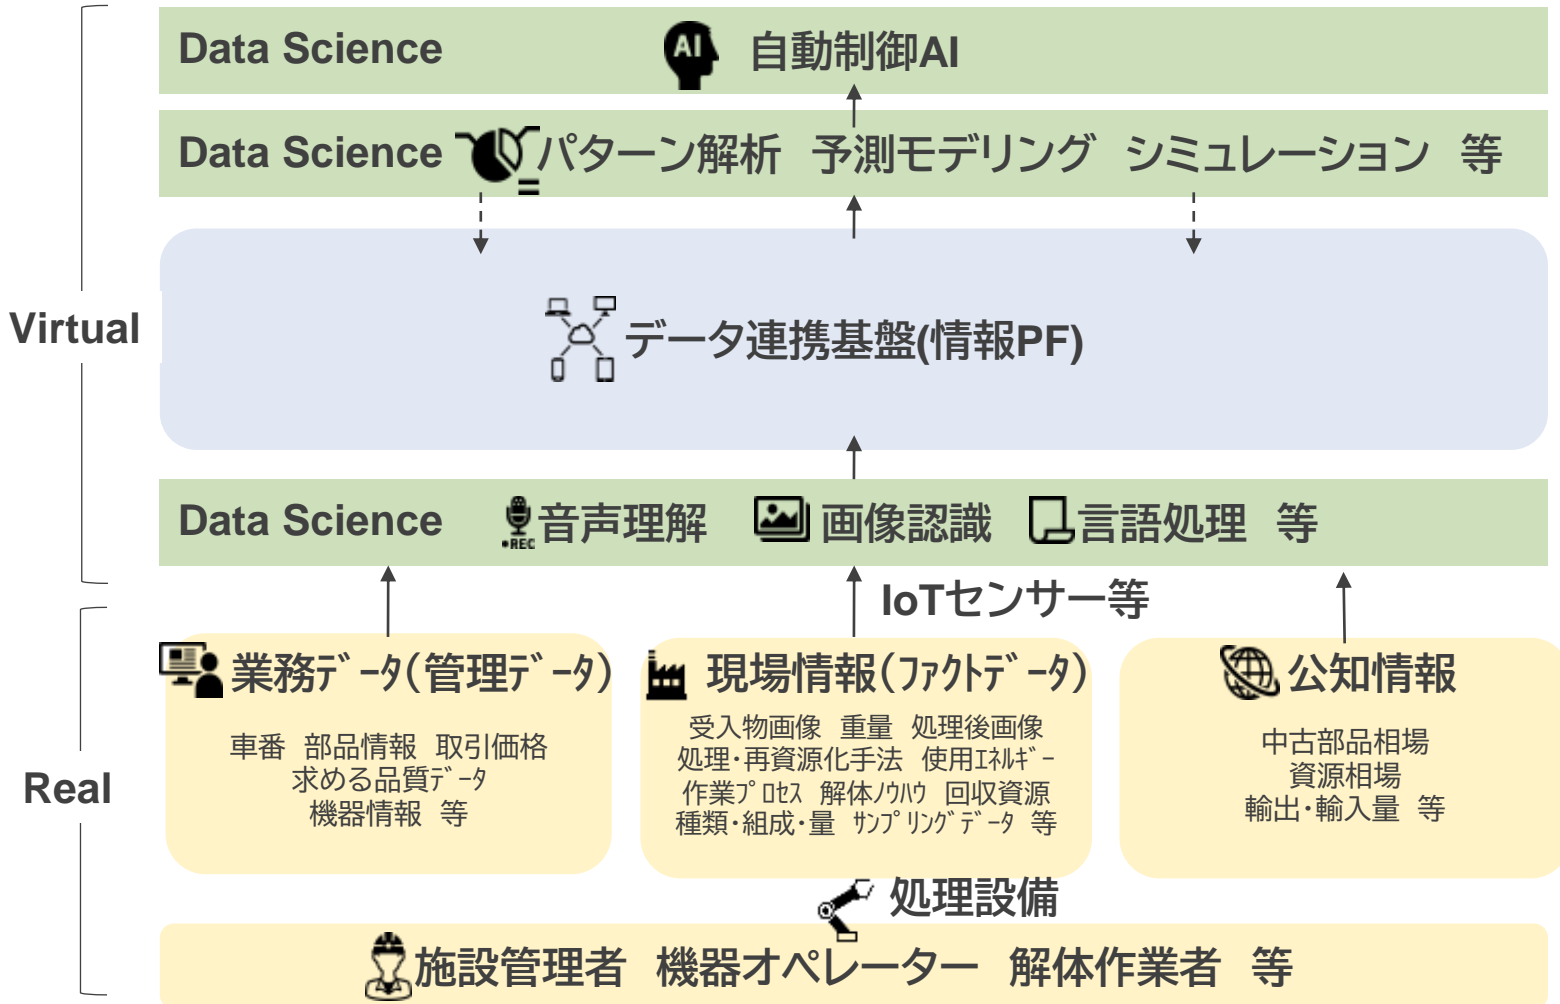 Data Science
AI
自動制御AI
Data Science
パターン解析 予測モデリング シミュレーション 等
Virtual
データ連携基盤(情報PF)
Data Science
REC
音声理解 画像認識 言語処理 等
IoTセンサー等
Real
業務ﾃﾞｰﾀ(管理ﾃﾞｰﾀ)
車番 部品情報 取引価格
求める品質ﾃﾞｰﾀ
機器情報 等
現場情報(ﾌｧｸﾄﾃﾞｰﾀ)
受入物画像 重量 処理後画像
処理･再資源化手法 使用ｴﾈﾙｷﾞｰ
作業ﾌﾟﾛｾｽ 解体ﾉｳﾊｳ 回収資源
種類･組成･量 ｻﾝﾌﾟﾘﾝｸﾞﾃﾞｰﾀ 等
公知情報
中古部品相場
資源相場
輸出･輸入量 等
処理設備
施設管理者 機器オペレーター 解体作業者 等